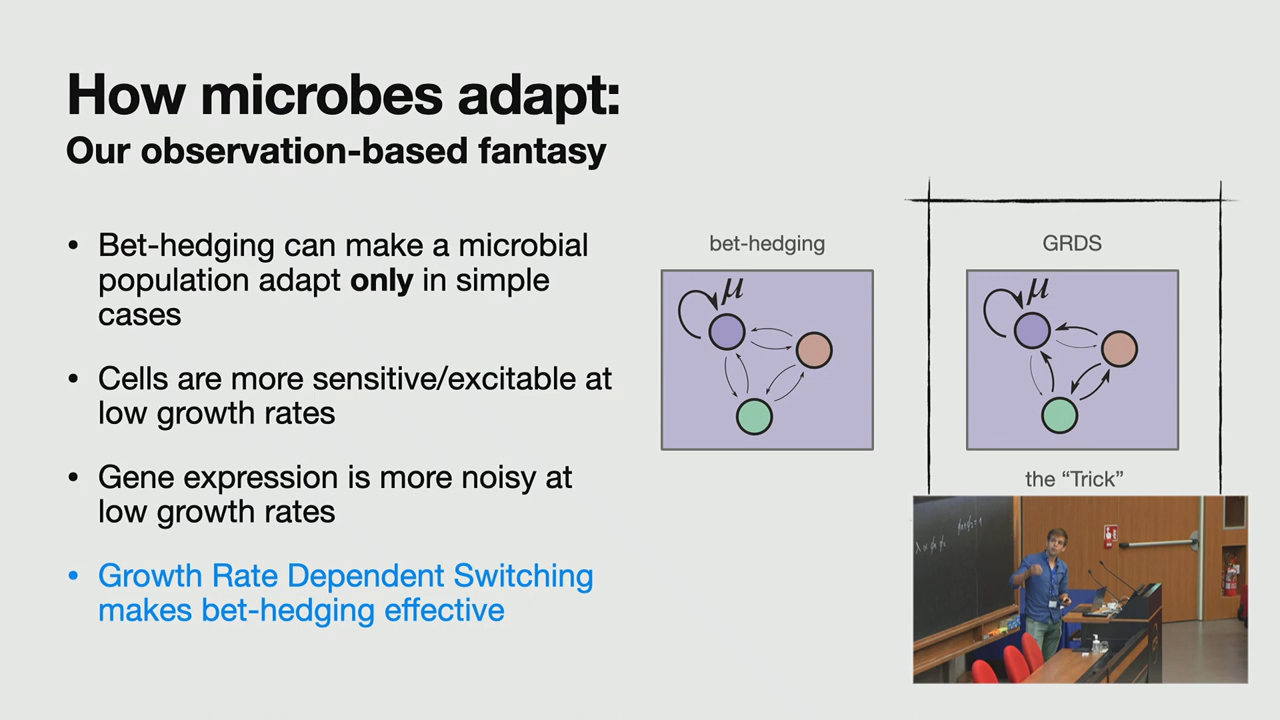 How microbes adapt:
Our observation-based fantasy
• Bet-hedging can make a microbial
population adapt only in simple
cases
• Cells are more sensitive/excitable at
low growth rates
• Gene expression is more noisy at
low growth rates
• Growth Rate Dependent Switching
makes bet-hedging effective
bet-hedging
μ
GRDS
μ
the “Trick”